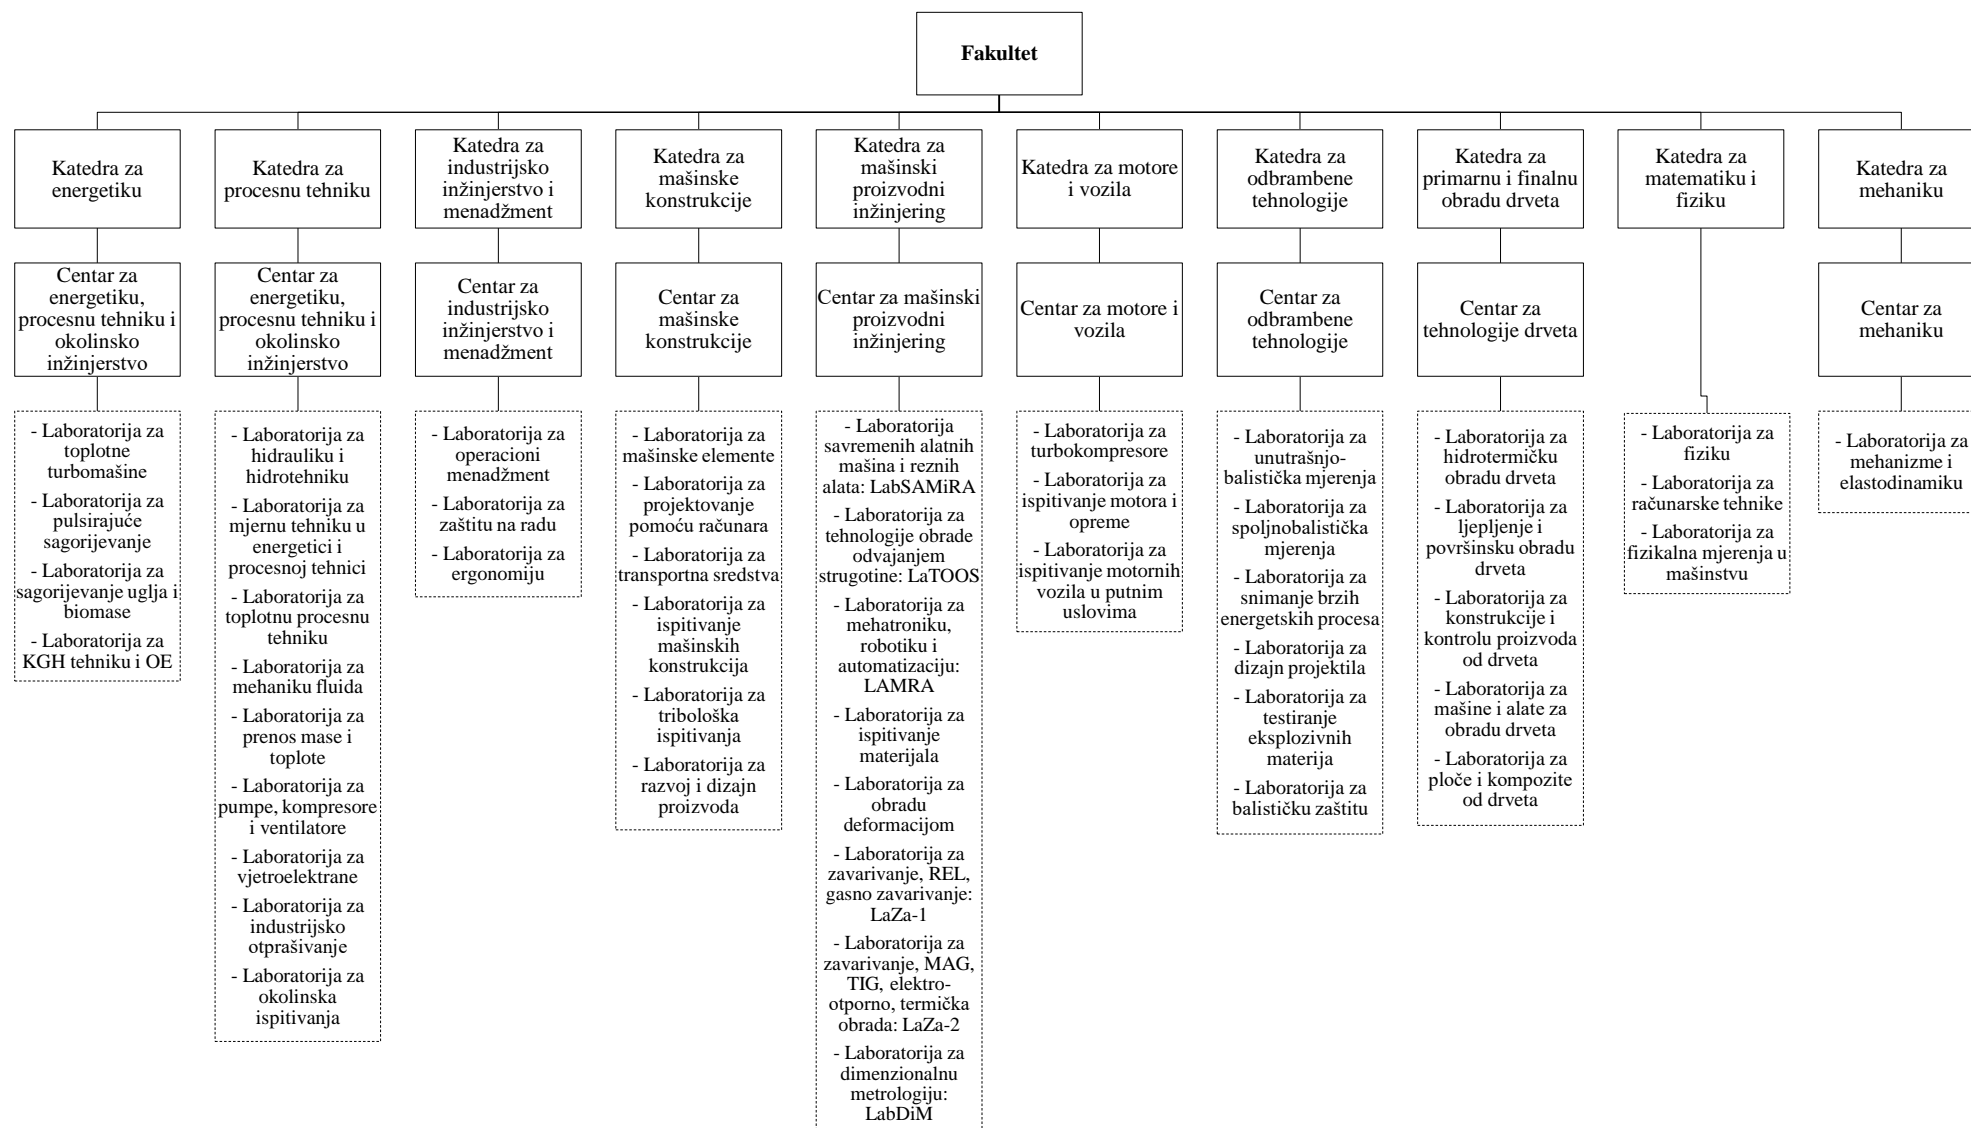 Fakultet
Katedra za
energetiku
Katedra za
procesnu tehniku
Katedra za
industrijsko
inžinjerstvo i
menadžment
Katedra za
mašinske
konstrukcije
Katedra za
mašinski
proizvodni
inžinjering
Katedra za motore
i vozila
Katedra za
odbrambene
tehnologije
Katedra za
primarnu i finalnu
obradu drveta
Katedra za
matematiku i
fiziku
Katedra za
mehaniku
Centar za
energetiku,
procesnu tehniku i
okolinsko
inžinjerstvo
Centar za
energetiku,
procesnu tehniku i
okolinsko
inžinjerstvo
Centar za
industrijsko
inžinjerstvo i
menadžment
Centar za
mašinske
konstrukcije
Centar za mašinski
proizvodni
inžinjering
Centar za motore i
vozila
Centar za
odbrambene
tehnologije
Centar za
tehnologije drveta
Centar za
mehaniku
- Laboratorija za
toplotne
turbomašine
- Laboratorija za
pulsirajuće
sagorijevanje
- Laboratorija za
sagorijevanje uglja i
biomase
- Laboratorija za
KGH tehniku i OE
- Laboratorija za
hidrauliku i
hidrotehniku
- Laboratorija za
mjernu tehniku u
energetici i
procesnoj tehnici
- Laboratorija za
toplotnu procesnu
tehniku
- Laboratorija za
mehaniku fluida
- Laboratorija za
prenos mase i
toplote
- Laboratorija za
pumpe, kompresore
i ventilatore
- Laboratorija za
vjetroelektrane
- Laboratorija za
industrijsko
otprašivanje
- Laboratorija za
okolinska
ispitivanja
- Laboratorija za
operacioni
menadžment
- Laboratorija za
zaštitu na radu
- Laboratorija za
ergonomiju
- Laboratorija za
mašinske elemente
- Laboratorija za
projektovanje
pomoću računara
- Laboratorija za
transportna sredstva
- Laboratorija za
ispitivanje
mašinskih
konstrukcija
- Laboratorija za
tribološka
ispitivanja
- Laboratorija za
razvoj i dizajn
proizvoda
- Laboratorija
savremenih alatnih
mašina i reznih
alata: LabSAMiRA
- Laboratorija za
tehnologije obrade
odvajanjem
strugotine: LaTOOS
- Laboratorija za
mehatroniku,
robotiku i
automatizaciju:
LAMRA
- Laboratorija za
ispitivanje
materijala
- Laboratorija za
obradu
deformacijom
- Laboratorija za
zavarivanje, REL,
gasno zavarivanje:
LaZa-1
- Laboratorija za
zavarivanje, MAG,
TIG, elektro-
otporno, termička
obrada: LaZa-2
- Laboratorija za
dimenzionalnu
metrologiju:
LabDiM
- Laboratorija za
turbokompresore
- Laboratorija za
ispitivanje motora i
opreme
- Laboratorija za
ispitivanje motornih
vozila u putnim
uslovima
- Laboratorija za
unutrašnjo-
balistička mjerenja
- Laboratorija za
spoljnobalistička
mjerenja
- Laboratorija za
snimanje brzih
energetskih procesa
- Laboratorija za
dizajn projektila
- Laboratorija za
testiranje
eksplozivnih
materija
- Laboratorija za
balističku zaštitu
- Laboratorija za
hidrotermičku
obradu drveta
- Laboratorija za
ljepljenje i
površinsku obradu
drveta
- Laboratorija za
konstrukcije i
kontrolu proizvoda
od drveta
- Laboratorija za
mašine i alate za
obradu drveta
- Laboratorija za
ploče i kompozite
od drveta
- Laboratorija za
fiziku
- Laboratorija za
računarske tehnike
- Laboratorija za
fizikalna mjerenja u
mašinstvu
- Laboratorija za
mehanizme i
elastodinamiku